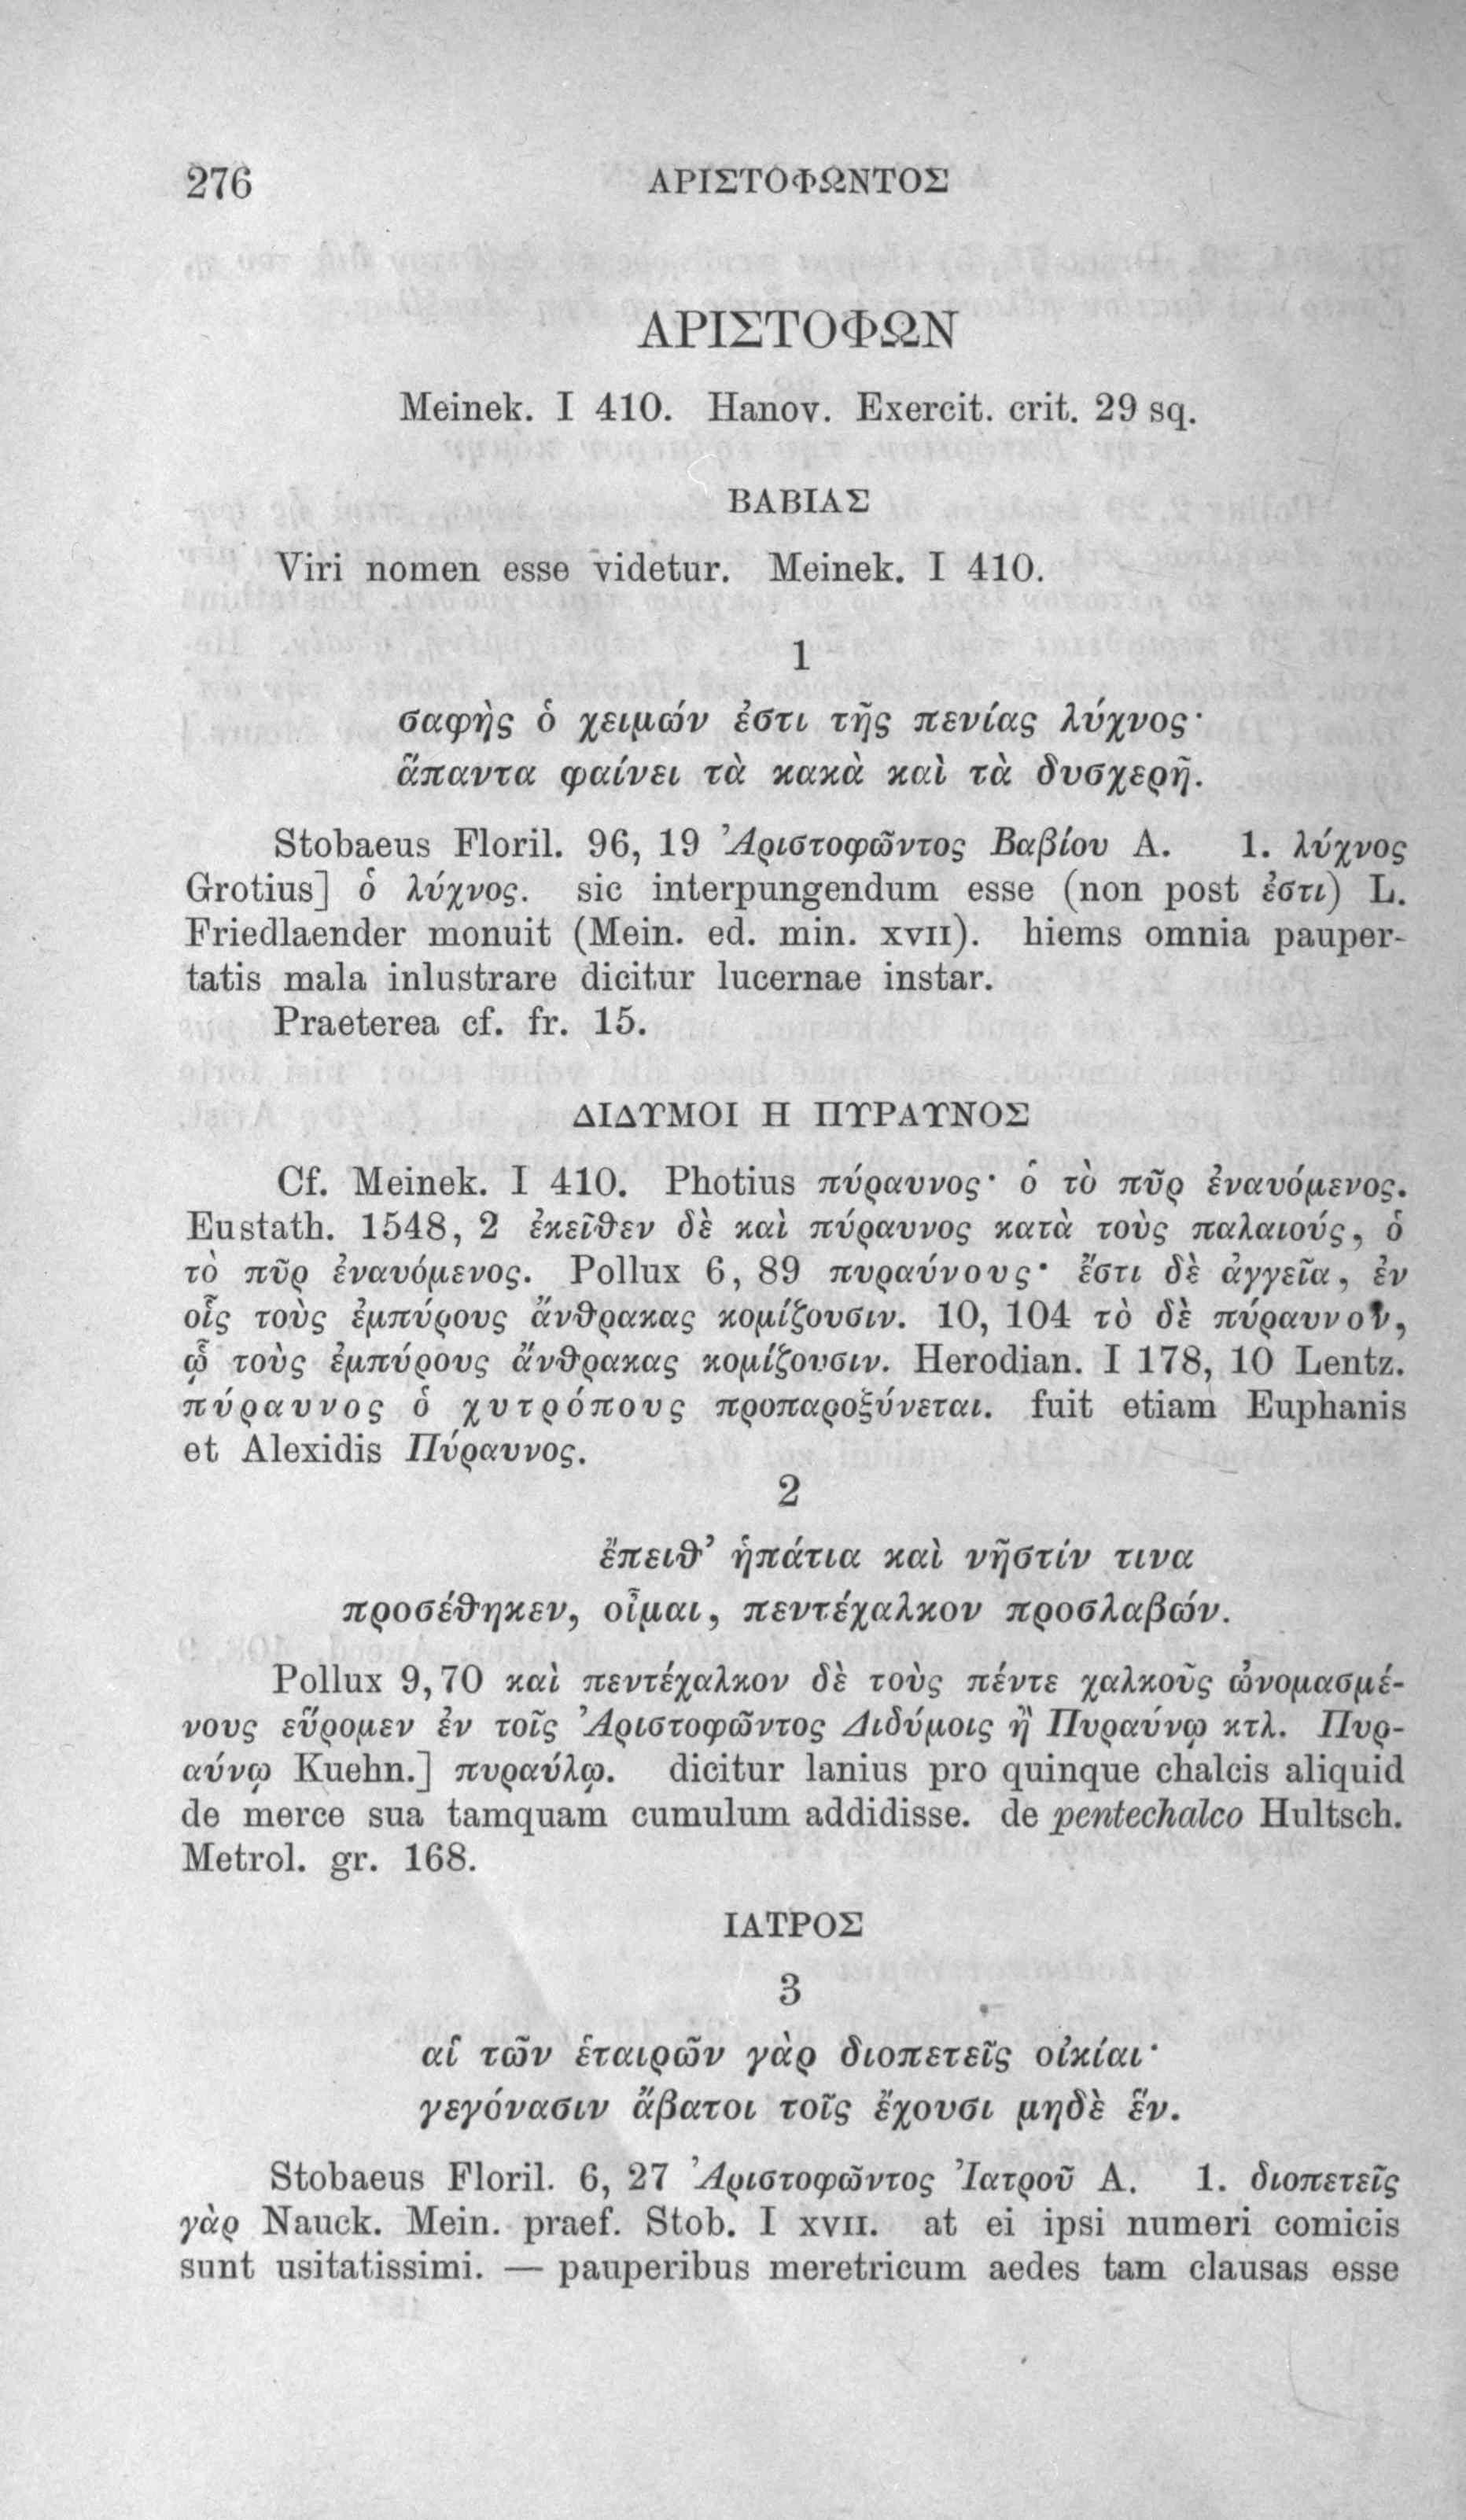 276
ΑΡΙΣΤΟΦΩΝΤΟΣ
ΑΡΙΣΤΟΦΩΝ
Meinek. I 410. Hanov. Exercit. crit. 29 sq.
ΒΑΒΙΑΣ
Viri nomen esse videtur. Meinek. I 410.
1
σαφὴς ὁ χειμών ἐστι τῆς πενίας λύχνος·
ἅπαντα φαίνει τὰ κακὰ καὶ τὰ δυσχερῆ.
Stobaeus Floril. 96, 19 Ἀριστοφῶντος Βαβίου A. 1. λύχνος
Grotius] ὁ λύχνος. sic interpungendum esse (non post ἐστι) L.
Friedlaender monuit (Mein. ed. min. XVII). hiems omnia pauper-
tatis mala inlustrare dicitur lucernae instar.
Praeterea cf. fr. 15.
ΔΙΔΥΜΟΙ Η ΠΥΡΑΥΝΟΣ
Cf. Meinek. I 410. Photius πύραυνος· ὁ τὸ πῦρ ἐναυόμενος.
Eustath. 1548, 2 ἐκεῖθεν δὲ καὶ πύραυνος κατὰ τοὺς παλαιούς, ὁ
τὸ πῦρ ἐναυόμενος. Pollux 6, 89 πυραύνους· ἔστι δὲ ἀγγεῖα, ἐν
οἷς τοὺς ἐμπύρους ἄνθρακας κομίζουσιν. 10, 104 τὸ δὲ πύραυνον,
ᾧ τοὺς ἐμπύρους ἄνθρακας κομίζουσιν. Herodian. I 178, 10 Lentz.
πύραυνος ὁ χυτρόπους προπαροξύνεται. fuit etiam Euphanis
et Alexidis Πύραυνος.
2
ἔπειθ’ ἡπάτια καὶ νῆστίν τινα
προσέθηκεν, οἶμαι, πεντέχαλκον προσλαβών.
Pollux 9, 70 καὶ πεντέχαλκον δὲ τοὺς πέντε χαλκοῦς ὠνομασμέ-
νους εὕρομεν ἐν τοῖς Ἀριστοφῶντος Διδύμοις ἢ Πυραύνῳ κτλ. Πυρ-
αύνῳ Kuehn.] πυραύλῳ. dicitur lanius pro quinque chalcis aliquid
de merce sua tamquam cumulum addidisse. de pentechalco Hultsch.
Metrol. gr. 168.
ΙΑΤΡΟΣ
3
αἱ τῶν ἑταιρῶν γὰρ διοπετεῖς οἰκίαι·
γεγόνασιν ἄβατοι τοῖς ἔχουσι μηδὲ ἕν.
Stobaeus Floril. 6, 27 Ἀριστοφῶντος Ἰατροῦ A. 1. διοπετεῖς
γὰρ Nauck. Mein. praef. Stob. I XVII. at ei ipsi numeri comicis
sunt usitatissimi. — pauperibus meretricum aedes tam clausas esse